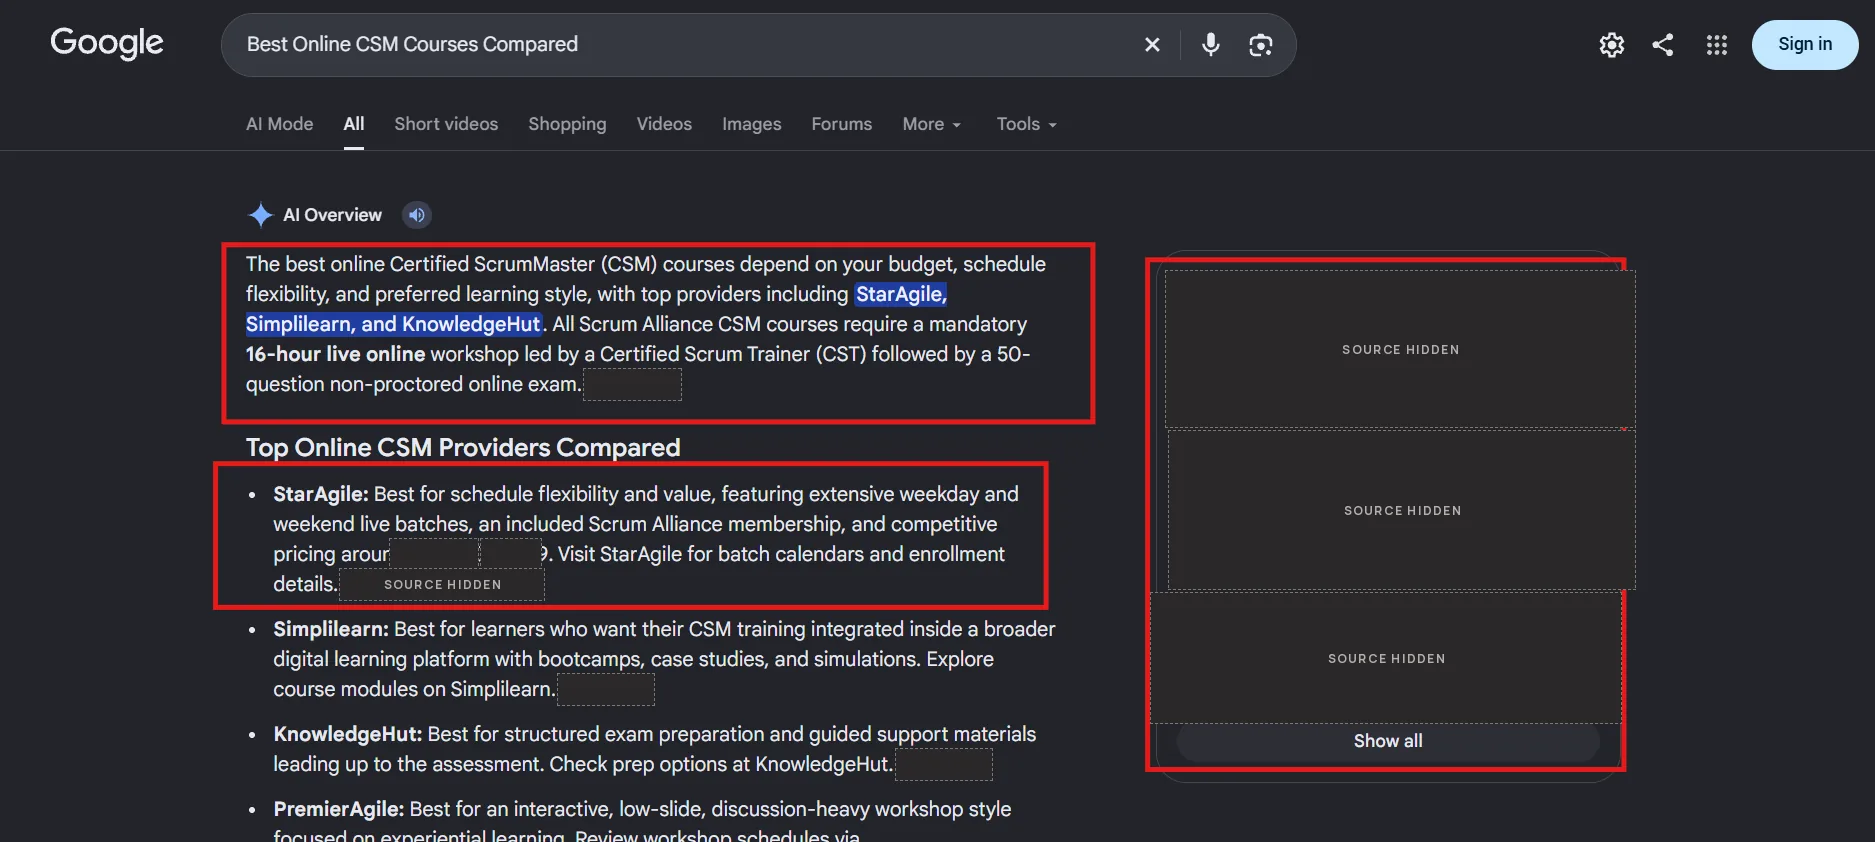 Google
Best Online CSM Courses Compared
Sign in
AI Mode
All
Short videos
Shopping
Videos
Images
Forums
More
Tools
AI Overview
The best online Certified ScrumMaster (CSM) courses depend on your budget, schedule
flexibility, and preferred learning style, with top providers including StarAgile,
Simplilearn, and KnowledgeHut. All Scrum Alliance CSM courses require a mandatory
16-hour live online workshop led by a Certified Scrum Trainer (CST) followed by a 50-
question non-proctored online exam.
Top Online CSM Providers Compared
• StarAgile: Best for schedule flexibility and value, featuring extensive weekday and
weekend live batches, an included Scrum Alliance membership, and competitive
pricing 9. Visit StarAgile for batch calendars and enrollment
details. SOURCE HIDDEN
• Simplilearn: Best for learners who want their CSM training integrated inside a broader
digital learning platform with bootcamps, case studies, and simulations. Explore
course modules on Simplilearn.
• KnowledgeHut: Best for structured exam preparation and guided support materials
leading up to the assessment. Check prep options at KnowledgeHut.
• PremierAgile: Best for an interactive, low-slide, discussion-heavy workshop style
focused on experiential learning. Review workshop schedules via
SOURCE HIDDEN
SOURCE HIDDEN
SOURCE HIDDEN
Show all